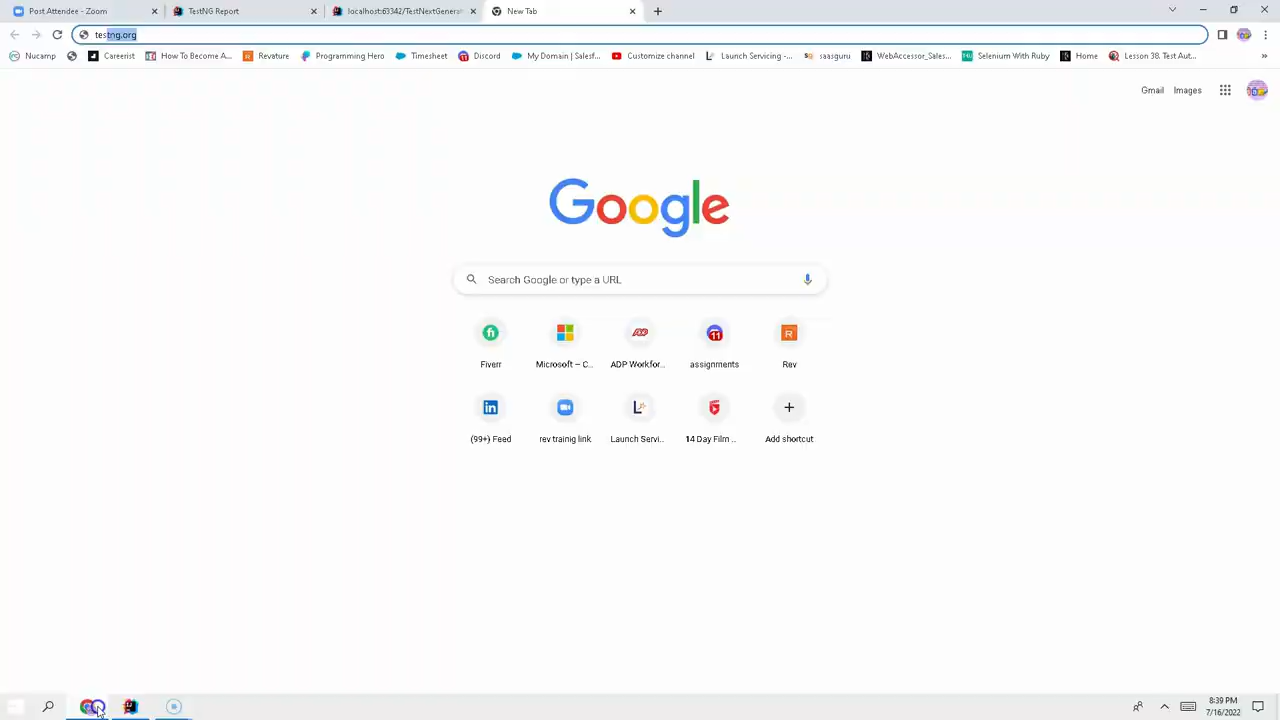 Post Attendee - Zoom
TestNG Report
localhost:63342/TestNextGenera
New Tab
testng.org
Nucamp
Careerist
How To Become A...
Revature
Programming Hero
Timesheet
Discord
My Domain | Salesf...
Customize channel
Launch Servicing -...
saasguru
WebAccessor_Sales...
Selenium With Ruby
Home
Lesson 38. Test Aut...
»
Gmail
Images
Google
Search Google or type a URL
Fiverr
Microsoft – C...
ADP Workfor...
assignments
Rev
(99+) Feed
rev trainig link
Launch Servi...
14 Day Film ...
Add shortcut
8:39 PM
7/16/2022